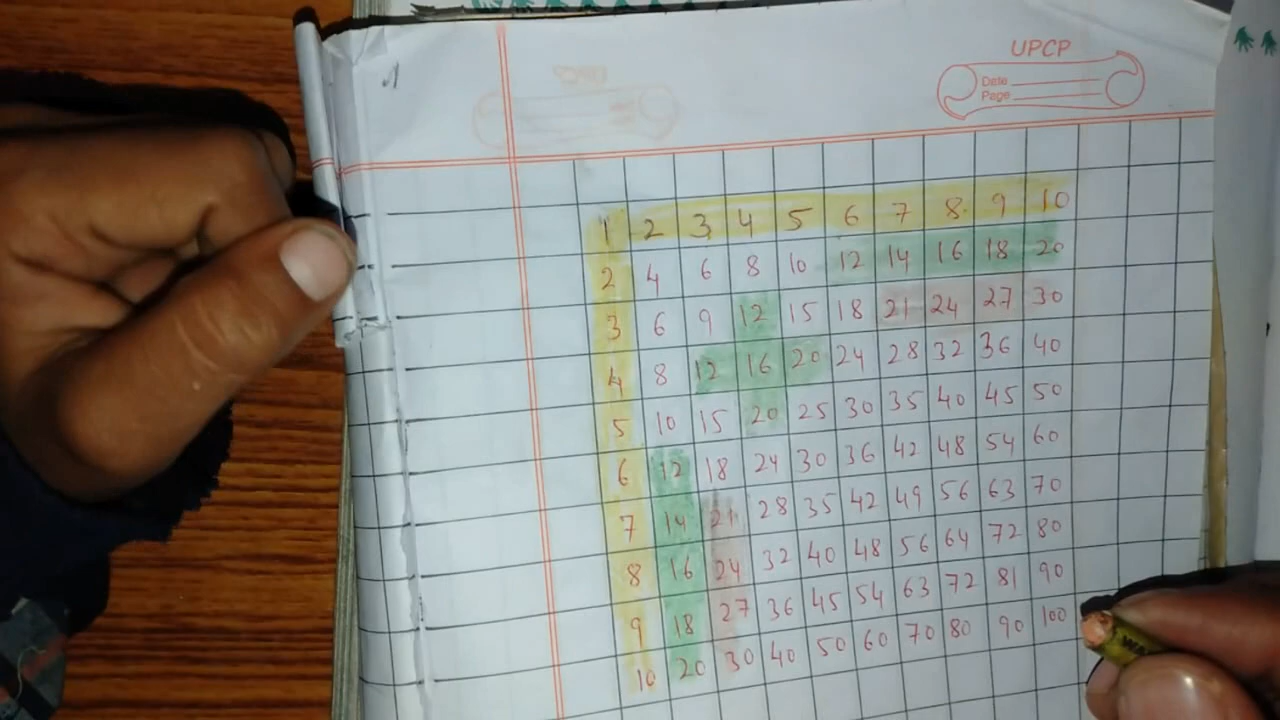 UPCP
Date
Page
1 2 3 4 5 6 7 8 9 10
2 4 6 8 10 12 14 16 18 20
3 6 9 12 15 18 21 24 27 30
4 8 12 16 20 24 28 32 36 40
5 10 15 20 25 30 35 40 45 50
6 12 18 24 30 36 42 48 54 60
7 14 21 28 35 42 49 56 63 70
8 16 24 32 40 48 56 64 72 80
9 18 27 36 45 54 63 72 81 90
10 20 30 40 50 60 70 80 90 100